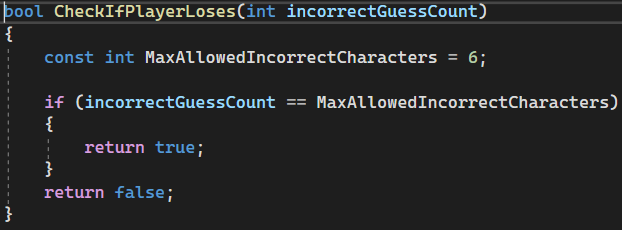 bool CheckIfPlayerLoses(int incorrectGuessCount)
{
    const int MaxAllowedIncorrectCharacters = 6;

    if (incorrectGuessCount == MaxAllowedIncorrectCharacters)
    {
        return true;
    }
    return false;
}